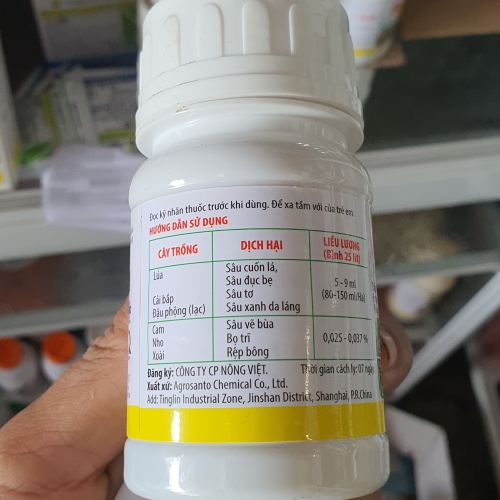 Đọc kỹ nhãn thuốc trước khi dùng. Để xa tầm với của trẻ em
HƯỚNG DẪN SỬ DỤNG
CÂY TRỒNG DỊCH HẠI LIỀU LƯỢNG
(Bình 25 lít)
Lúa Sâu cuốn lá,
Sâu đục bẹ 5 - 9 ml
Cải bắp Sâu tơ (80-150 ml/Ha)
Đậu phộng (lạc) Sâu xanh da láng
Cam Sâu vẽ bùa
Nho Bọ trĩ 0,025 - 0,037 %
Xoài Rệp bông
Đăng ký: CÔNG TY CP NÔNG VIỆT. Thời gian cách ly: 07 ngày
Xuất xứ: Agrosanto Chemical Co., Ltd.
Add: Tinglin Industrial Zone, Jinshan District, Shanghai, P.R.China